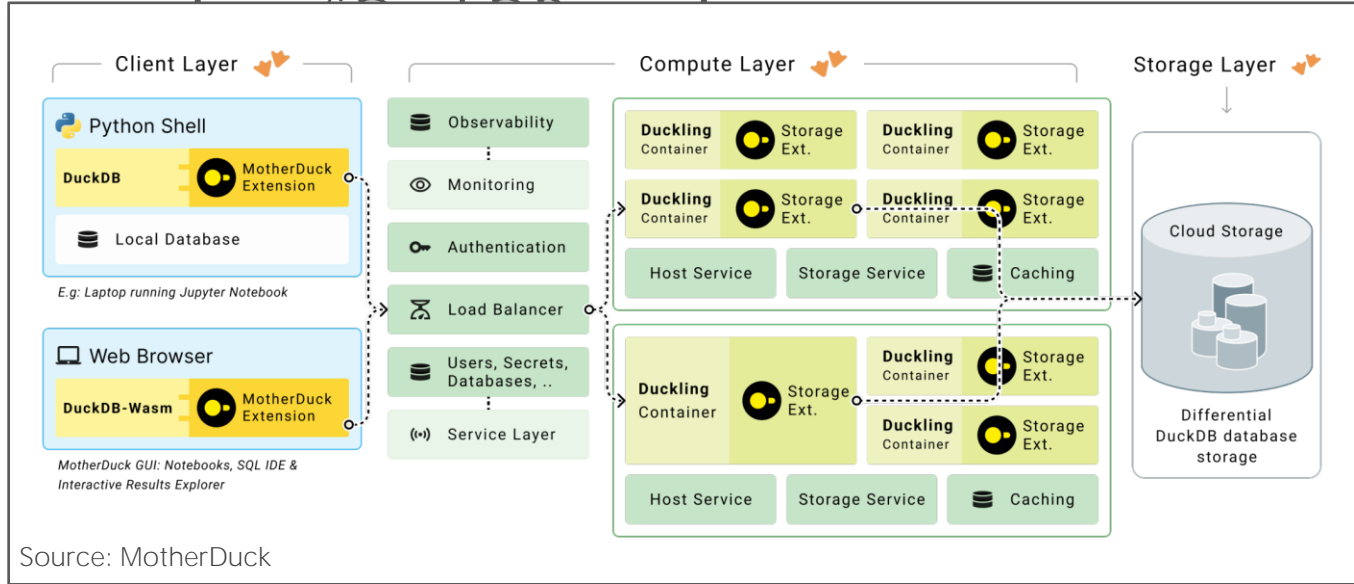 Client Layer
Compute Layer
Storage Layer
Python Shell
DuckDB
MotherDuck
Extension
Local Database
E.g: Laptop running Jupyter Notebook
Web Browser
DuckDB-Wasm
MotherDuck
Extension
MotherDuck GUI: Notebooks, SQL IDE &
Interactive Results Explorer
Observability
Monitoring
Authentication
Load Balancer
Users, Secrets,
Databases, ..
Service Layer
Duckling
Container
Storage
Ext.
Duckling
Container
Storage
Ext.
Duckling
Container
Storage
Ext.
Duckling
Container
Storage
Ext.
Host Service
Storage Service
Caching
Duckling
Container
Storage
Ext.
Duckling
Container
Storage
Ext.
Duckling
Container
Storage
Ext.
Host Service
Storage Service
Caching
Cloud Storage
Differential
DuckDB database
storage
Source: MotherDuck